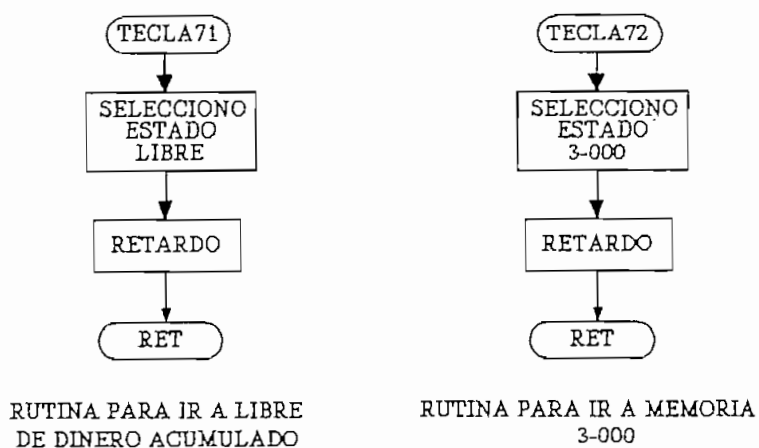 TECLA71
SELECCIONO
ESTADO
LIBRE
RETARDO
RET
RUTINA PARA IR A LIBRE
DE DINERO ACUMULADO
TECLA72
SELECCIONO
ESTADO
3-000
RETARDO
RET
RUTINA PARA IR A MEMORIA
3-000